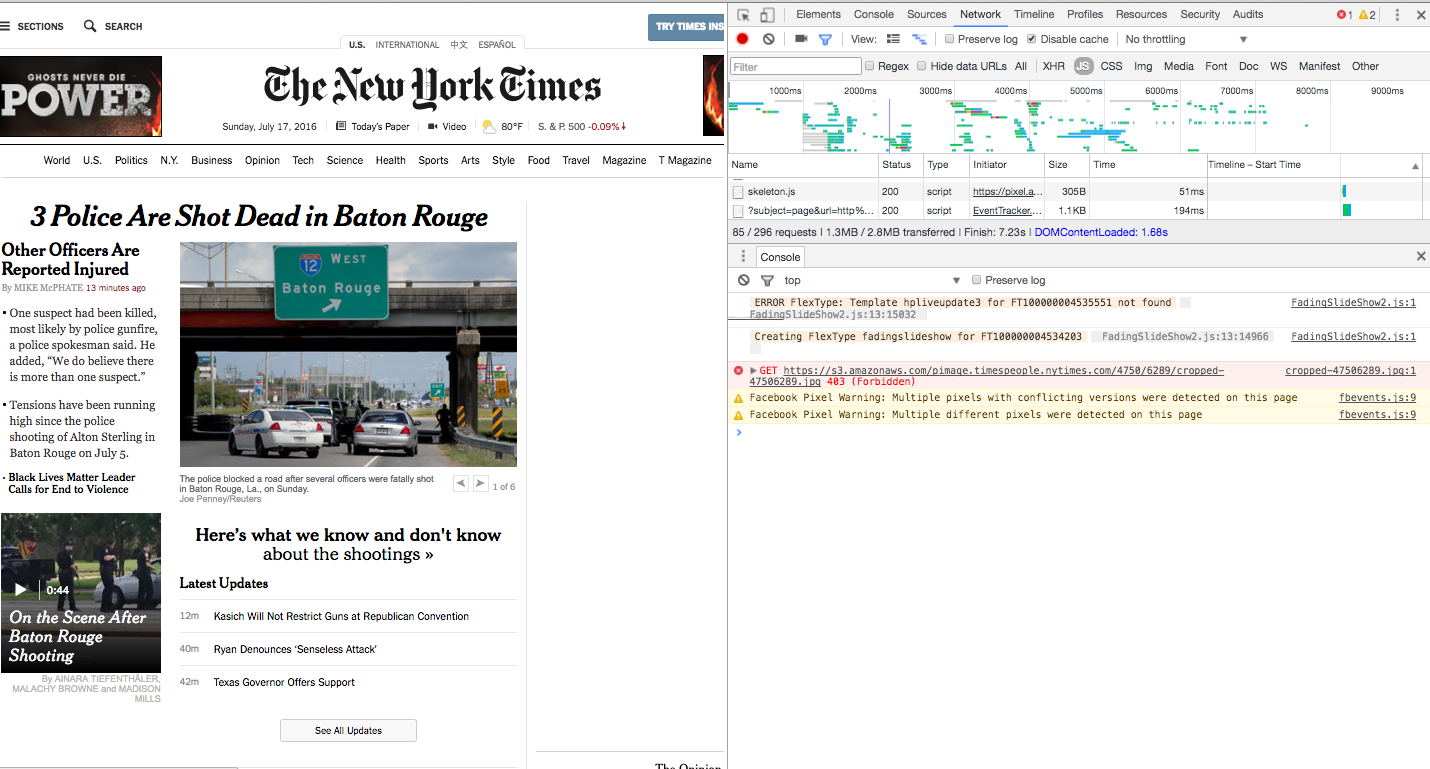 SECTIONS
SEARCH
TRY TIMES INS
U.S. INTERNATIONAL 中文 ESPAÑOL
GHOSTS NEVER DIE
POWER
The New York Times
Sunday, July 17, 2016 Today's Paper Video 80°F S. & P. 500 -0.09%
World U.S. Politics N.Y. Business Opinion Tech Science Health Sports Arts Style Food Travel Magazine T Magazine
3 Police Are Shot Dead in Baton Rouge
Other Officers Are
Reported Injured
By MIKE McPHATE 13 minutes ago
One suspect had been killed,
most likely by police gunfire,
a police spokesman said. He
added, “We do believe there
is more than one suspect.”
Tensions have been running
high since the police
shooting of Alton Sterling in
Baton Rouge on July 5.
Black Lives Matter Leader
Calls for End to Violence
0:44
On the Scene After
Baton Rouge
Shooting
By AINARA TIEFENTHÄLER,
MALACHY BROWNE and MADISON
MILLS
12 WEST
Baton Rouge
EXIT
The police blocked a road after several officers were fatally shot
in Baton Rouge, La., on Sunday.
Joe Penney/Reuters
1 of 6
Here’s what we know and don't know
about the shootings »
Latest Updates
12m Kasich Will Not Restrict Guns at Republican Convention
40m Ryan Denounces ‘Senseless Attack’
42m Texas Governor Offers Support
See All Updates
The Opinion
Elements Console Sources Network Timeline Profiles Resources Security Audits 1 2
View: Preserve log Disable cache No throttling
Filter Regex Hide data URLs All XHR JS CSS Img Media Font Doc WS Manifest Other
1000ms 2000ms 3000ms 4000ms 5000ms 6000ms 7000ms 8000ms 9000ms
Name Status Type Initiator Size Time Timeline – Start Time
skeleton.js 200 script https://pixel.a... 305B 51ms
?subject=page&url=http%... 200 script EventTracker.... 1.1KB 194ms
85 / 296 requests | 1.3MB / 2.8MB transferred | Finish: 7.23s | DOMContentLoaded: 1.68s
Console
top Preserve log
ERROR FlexType: Template hpliveupdate3 for FT100000004535551 not found FadingSlideShow2.js:1
FadingSlideShow2.js:13:15032
Creating FlexType fadingslideshow for FT100000004534203 FadingSlideShow2.js:13:14966 FadingSlideShow2.js:1
GET https://s3.amazonaws.com/pimage.timespeople.nytimes.com/4750/6289/cropped- cropped-47506289.jpg:1
47506289.jpg 403 (Forbidden)
Facebook Pixel Warning: Multiple pixels with conflicting versions were detected on this page fbevents.js:9
Facebook Pixel Warning: Multiple different pixels were detected on this page fbevents.js:9